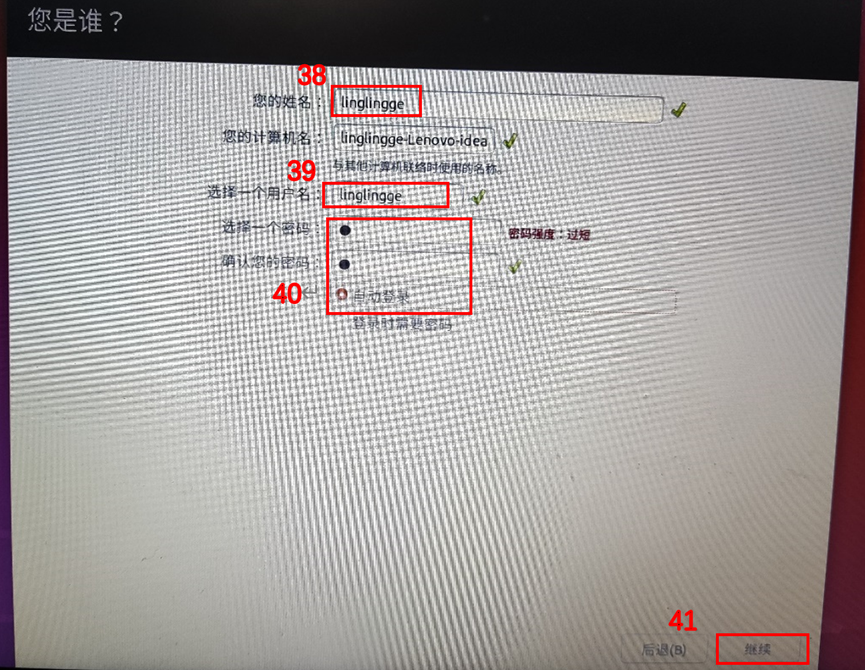 您是谁？
38
您的姓名： linglingge
您的计算机名： linglingge-Lenovo-idea
与其他计算机联络时使用的名称。
39
选择一个用户名： linglingge
选择一个密码： ● 密码强度：过短
确认您的密码： ●
40 自动登录
登录时需要密码
41
后退(B) 继续